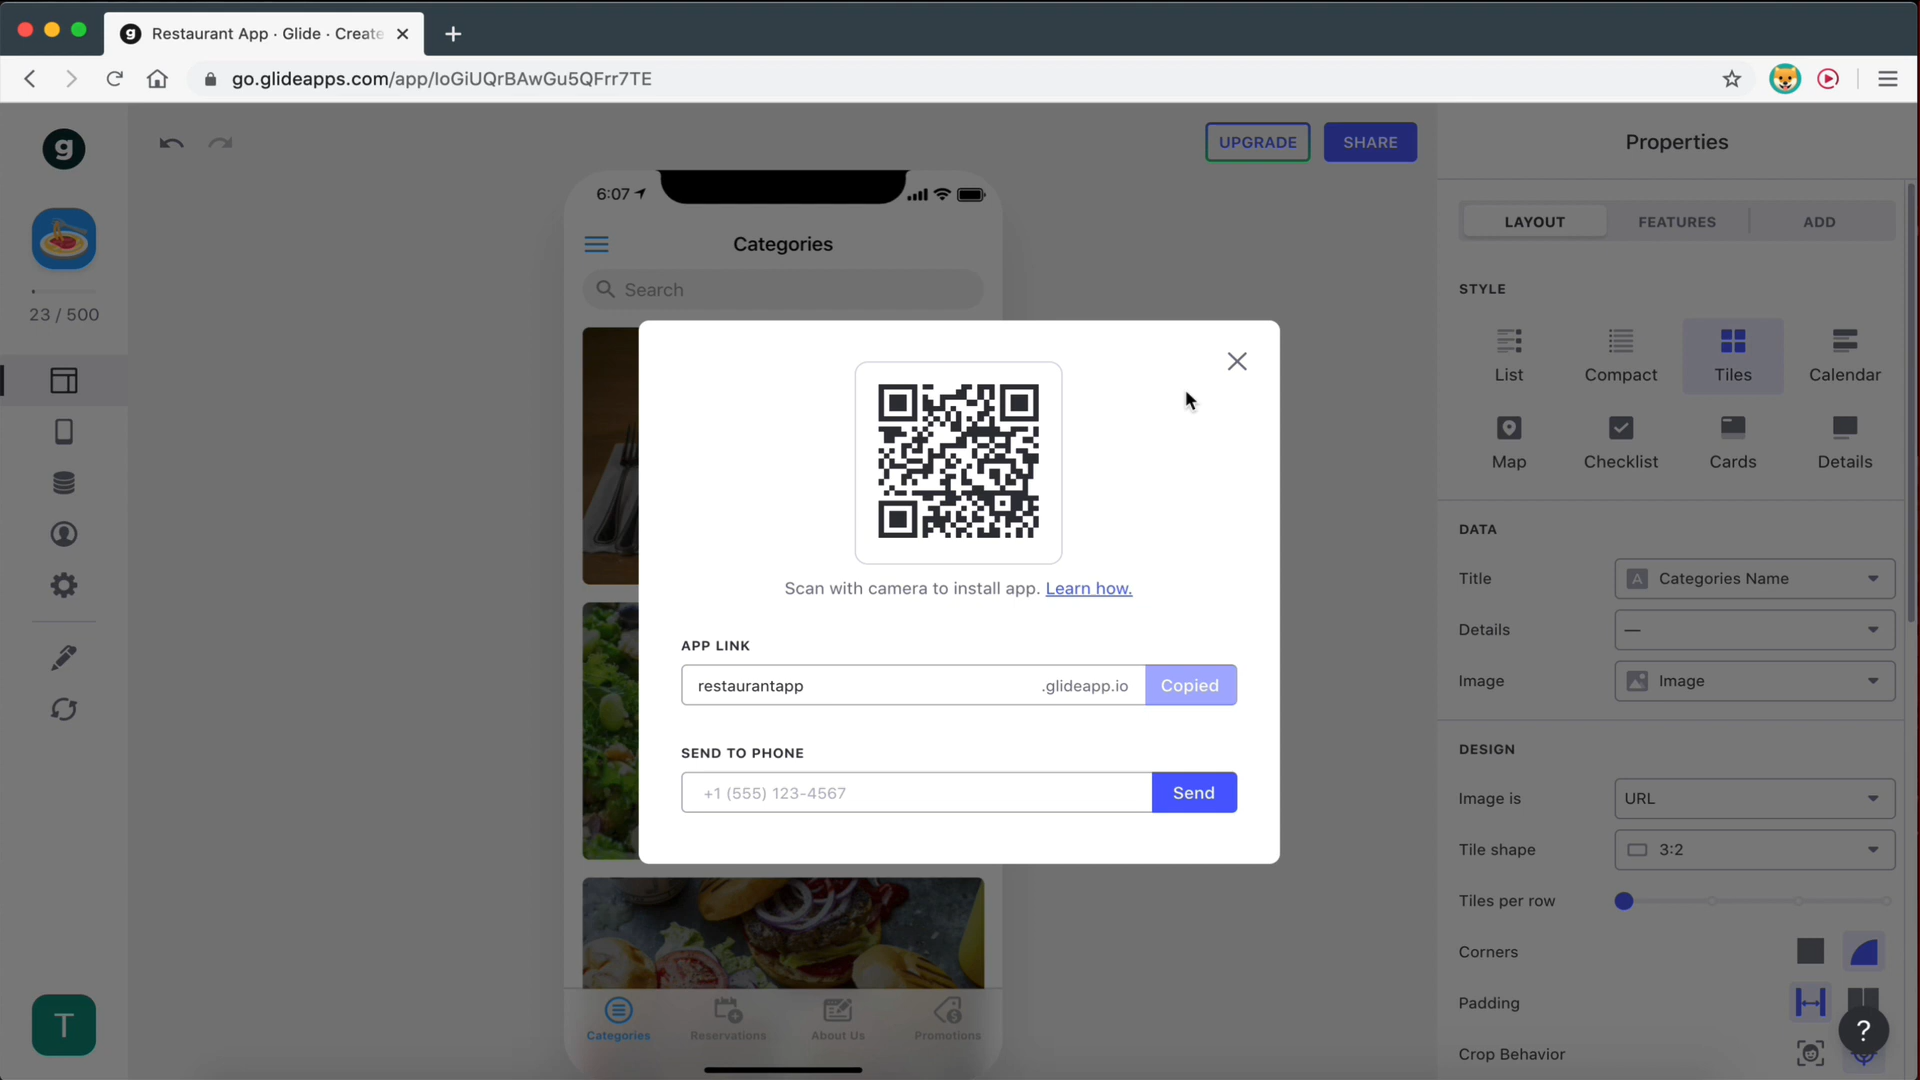 Restaurant App · Glide · Create
go.glideapps.com/app/IoGiUQrBAwGu5QFrr7TE
g
23 / 500
T
UPGRADE
SHARE
6:07
Categories
Search
Scan with camera to install app. Learn how.
APP LINK
restaurantapp
.glideapp.io
Copied
SEND TO PHONE
+1 (555) 123-4567
Send
Categories
Reservations
About Us
Promotions
Properties
LAYOUT
FEATURES
ADD
STYLE
List
Compact
Tiles
Calendar
Map
Checklist
Cards
Details
DATA
Title
A Categories Name
Details
—
Image
Image
DESIGN
Image is
URL
Tile shape
3:2
Tiles per row
Corners
Padding
Crop Behavior
?